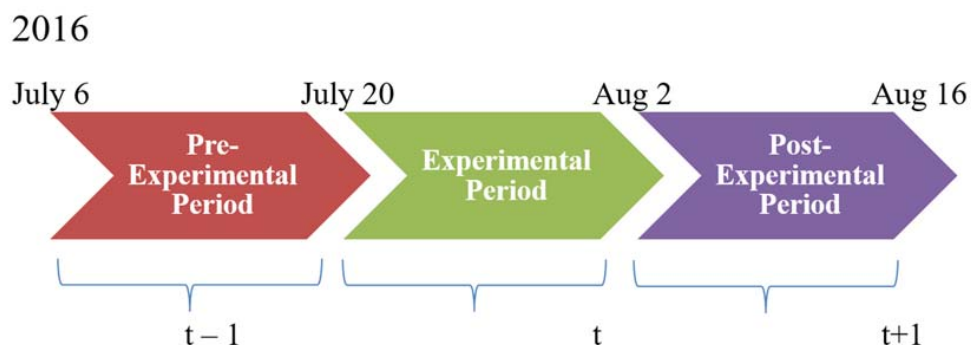 2016
July 6 July 20 Aug 2 Aug 16
Pre-
Experimental
Period
Experimental
Period
Post-
Experimental
Period
t – 1 t t+1